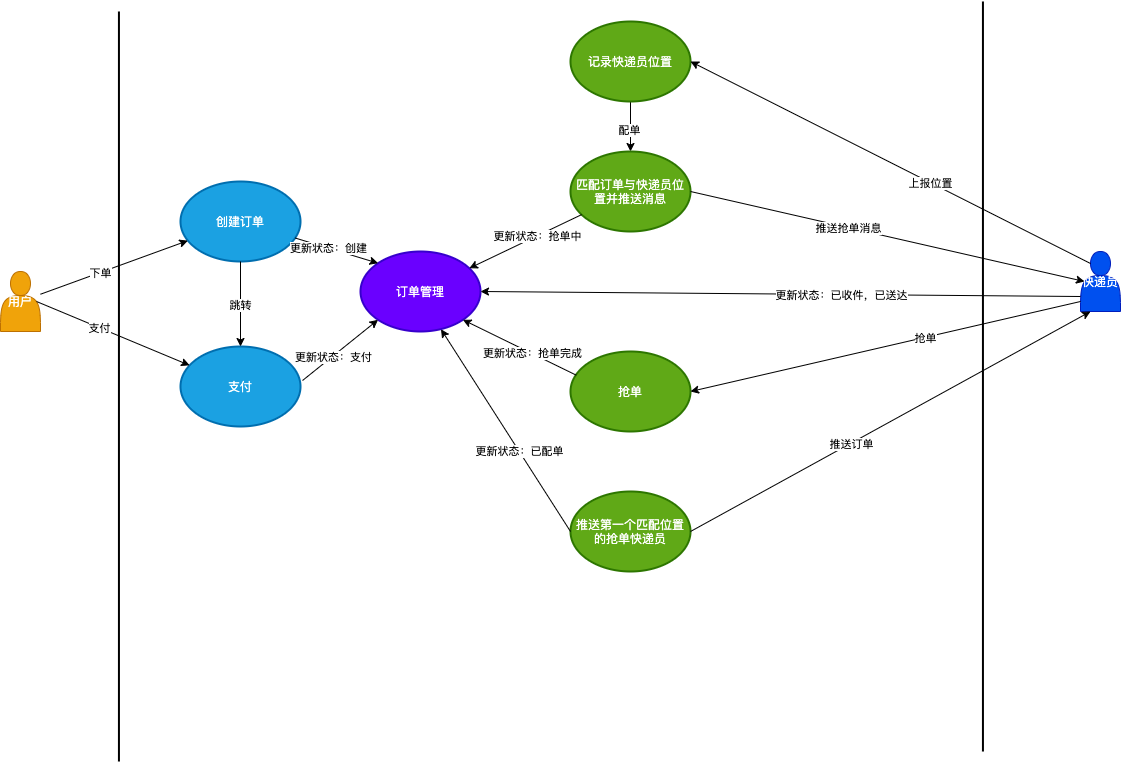 记录快递员位置
配单
匹配订单与快递员位
置并推送消息
上报位置
创建订单
推送抢单消息
更新状态：抢单中
更新状态：创建
下单
用户
跳转
订单管理
更新状态：已收件，已送达
快递员
支付
更新状态：支付
更新状态：抢单完成
抢单
支付
抢单
推送订单
更新状态：已配单
推送第一个匹配位置
的抢单快递员